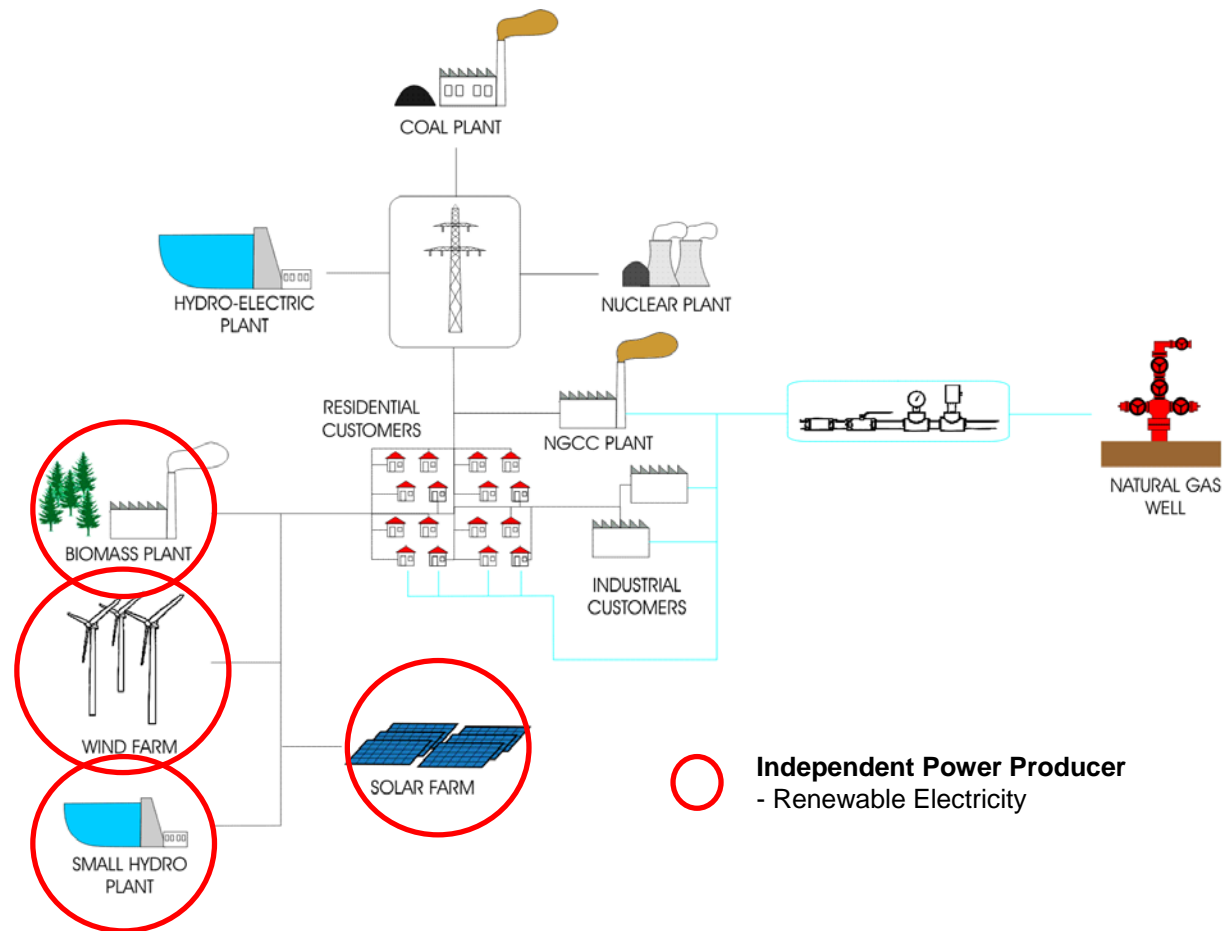 COAL PLANT
HYDRO-ELECTRIC
PLANT
NUCLEAR PLANT
RESIDENTIAL
CUSTOMERS
NGCC PLANT
NATURAL GAS
WELL
BIOMASS PLANT
INDUSTRIAL
CUSTOMERS
WIND FARM
SOLAR FARM
SMALL HYDRO
PLANT
Independent Power Producer
- Renewable Electricity